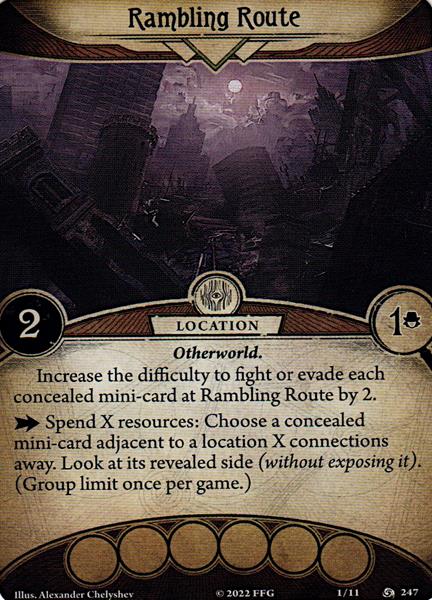 Rambling Route
2
LOCATION
1
Otherworld.
Increase the difficulty to fight or evade each
concealed mini-card at Rambling Route by 2.
Spend X resources: Choose a concealed
mini-card adjacent to a location X connections
away. Look at its revealed side (without exposing it).
(Group limit once per game.)
Illus. Alexander Chelyshev © 2022 FFG 1/11 247